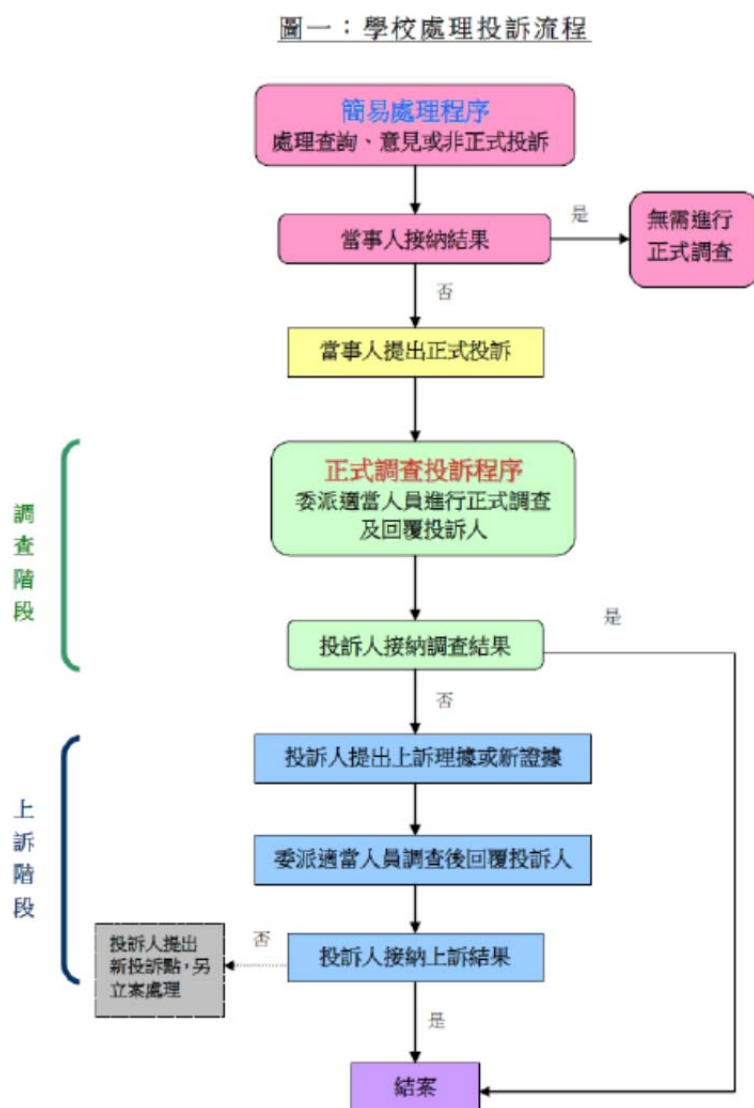 圖一：學校處理投訴流程
簡易處理程序
處理查詢、意見或非正式投訴
當事人接納結果
是
無需進行
正式調查
否
當事人提出正式投訴
調查階段
正式調查投訴程序
委派適當人員進行正式調查
及回覆投訴人
投訴人接納調查結果
是
否
上訴階段
投訴人提出上訴理據或新證據
委派適當人員調查後回覆投訴人
投訴人接納上訴結果
否
投訴人提出
新投訴點，另
立案處理
是
結案